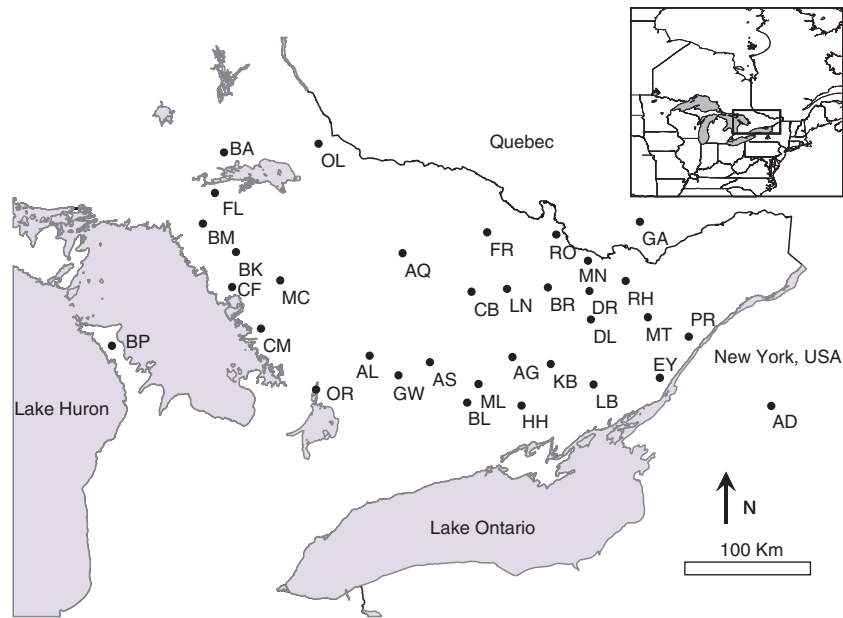 Quebec
BA
OL
FL
BM
FR
RO
GA
BK
AQ
MN
CF
MC
CB
LN
BR
DR
RH
DL
MT
PR
BP
CM
New York, USA
AL
AS
AG
KB
EY
OR
GW
ML
LB
Lake Huron
BL
HH
AD
N
Lake Ontario
100 Km